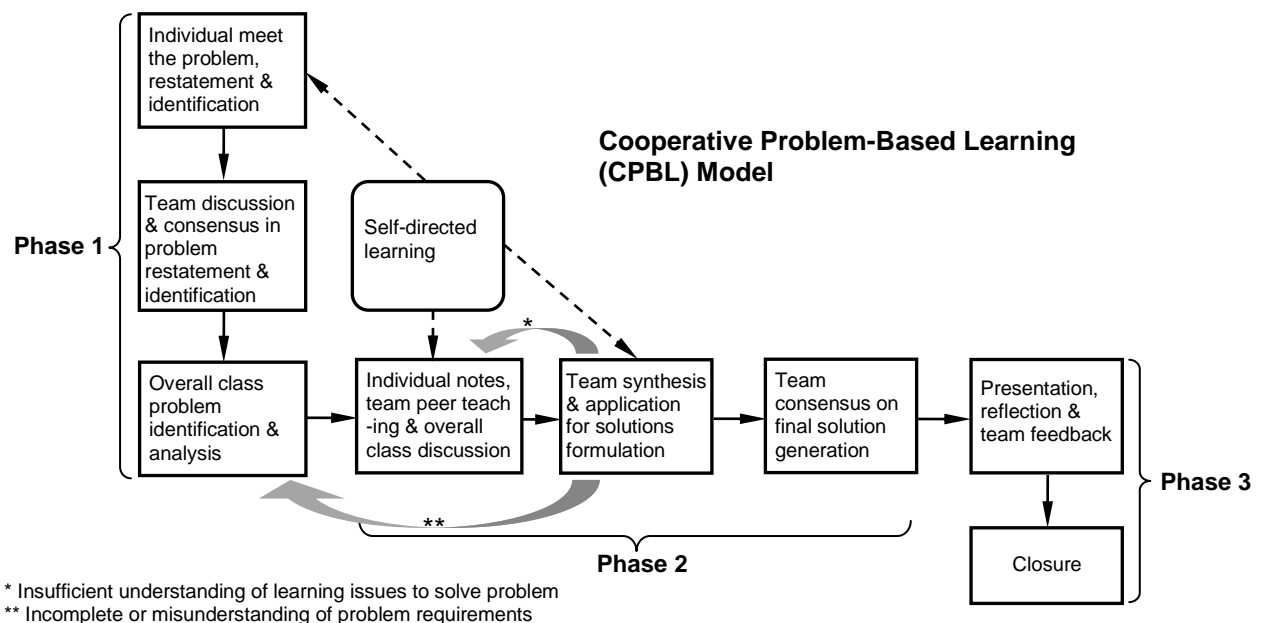 Individual meet
the problem,
restatement &
identification
Cooperative Problem-Based Learning
(CPBL) Model
Team discussion
& consensus in
problem
restatement &
identification
Self-directed
learning
Phase 1
*
Overall class
problem
identification &
analysis
Individual notes,
team peer teach
-ing & overall
class discussion
Team synthesis
& application
for solutions
formulation
Team
consensus on
final solution
generation
Presentation,
reflection &
team feedback
Phase 3
**
Phase 2
Closure
* Insufficient understanding of learning issues to solve problem
** Incomplete or misunderstanding of problem requirements